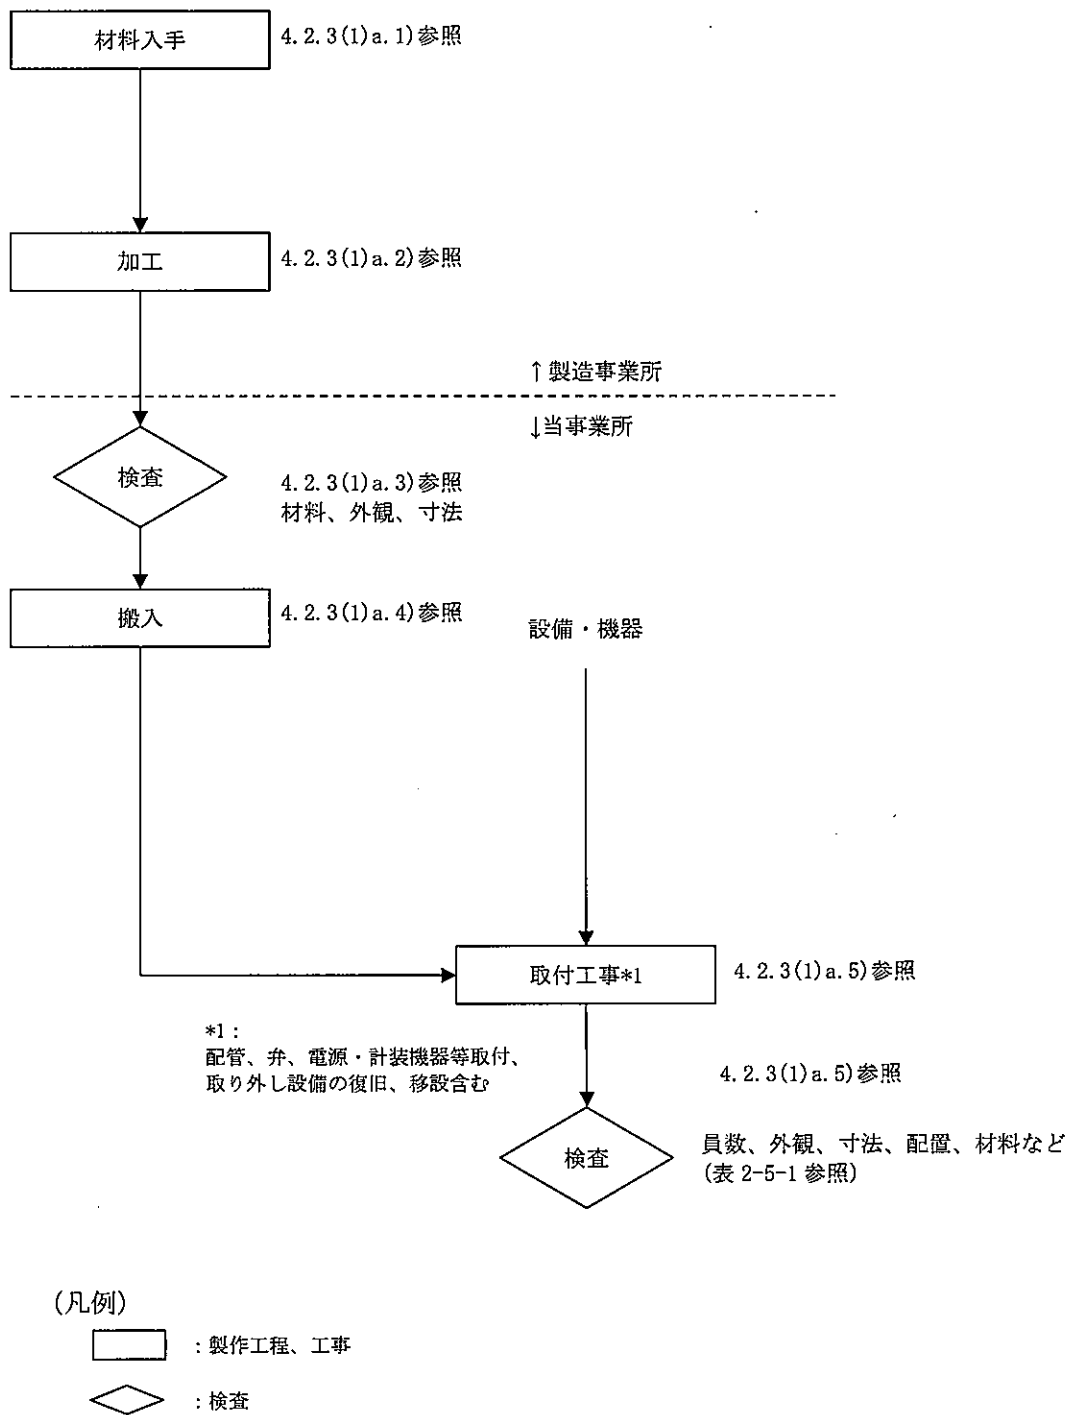 材料入手
4.2.3(1)a.1)参照
加工
4.2.3(1)a.2)参照
↑製造事業所
↓当事業所
検査
4.2.3(1)a.3)参照
材料、外観、寸法
搬入
4.2.3(1)a.4)参照
設備・機器
取付工事*1
4.2.3(1)a.5)参照
*1:
配管、弁、電源・計装機器等取付、
取り外し設備の復旧、移設含む
4.2.3(1)a.5)参照
検査
員数、外観、寸法、配置、材料など
(表 2-5-1 参照)
(凡例)
:製作工程、工事
:検査